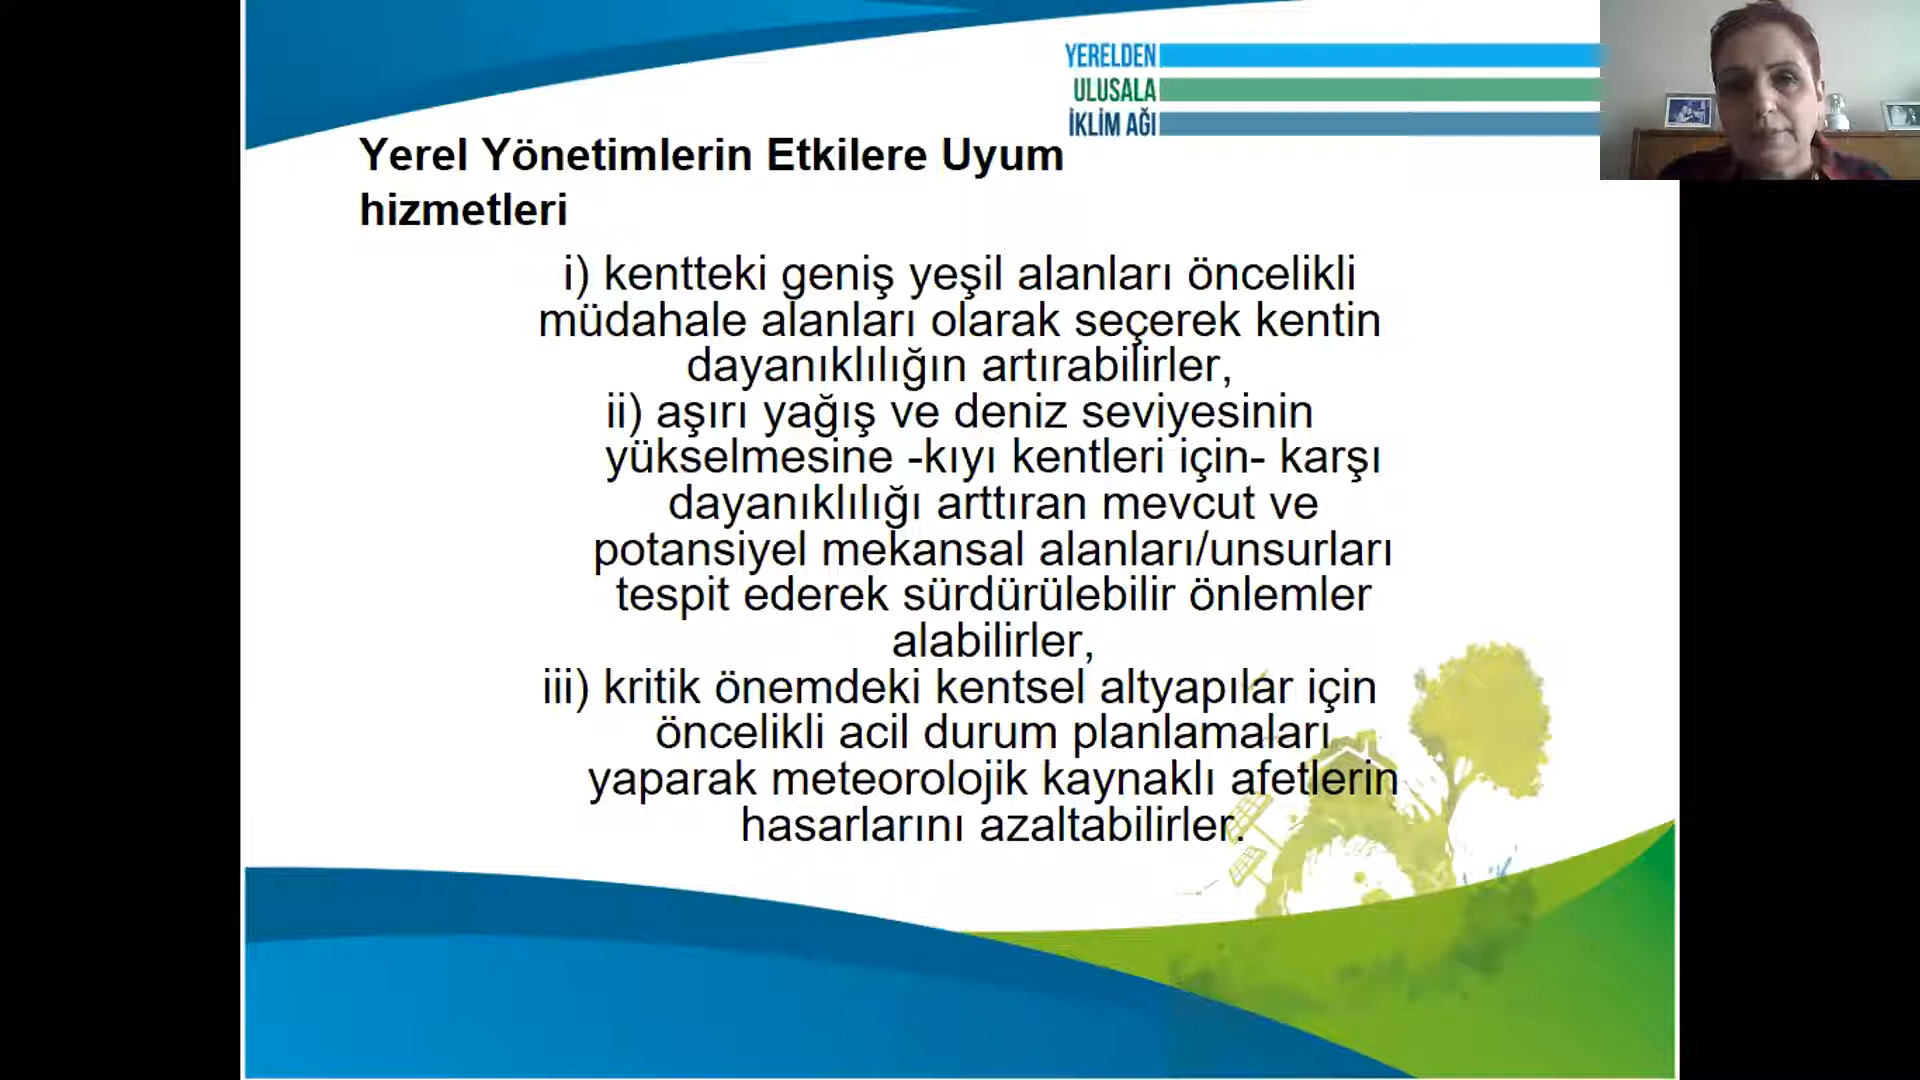 YERELDEN
ULUSALA
İKLİM AĞI
Yerel Yönetimlerin Etkilere Uyum
hizmetleri
i) kentteki geniş yeşil alanları öncelikli
müdahale alanları olarak seçerek kentin
dayanıklılığın artırabilirler,
ii) aşırı yağış ve deniz seviyesinin
yükselmesine -kıyı kentleri için- karşı
dayanıklılığı arttıran mevcut ve
potansiyel mekansal alanları/unsurları
tespit ederek sürdürülebilir önlemler
alabilirler,
iii) kritik önemdeki kentsel altyapılar için
öncelikli acil durum planlamaları
yaparak meteorolojik kaynaklı afetlerin
hasarlarını azaltabilirler.